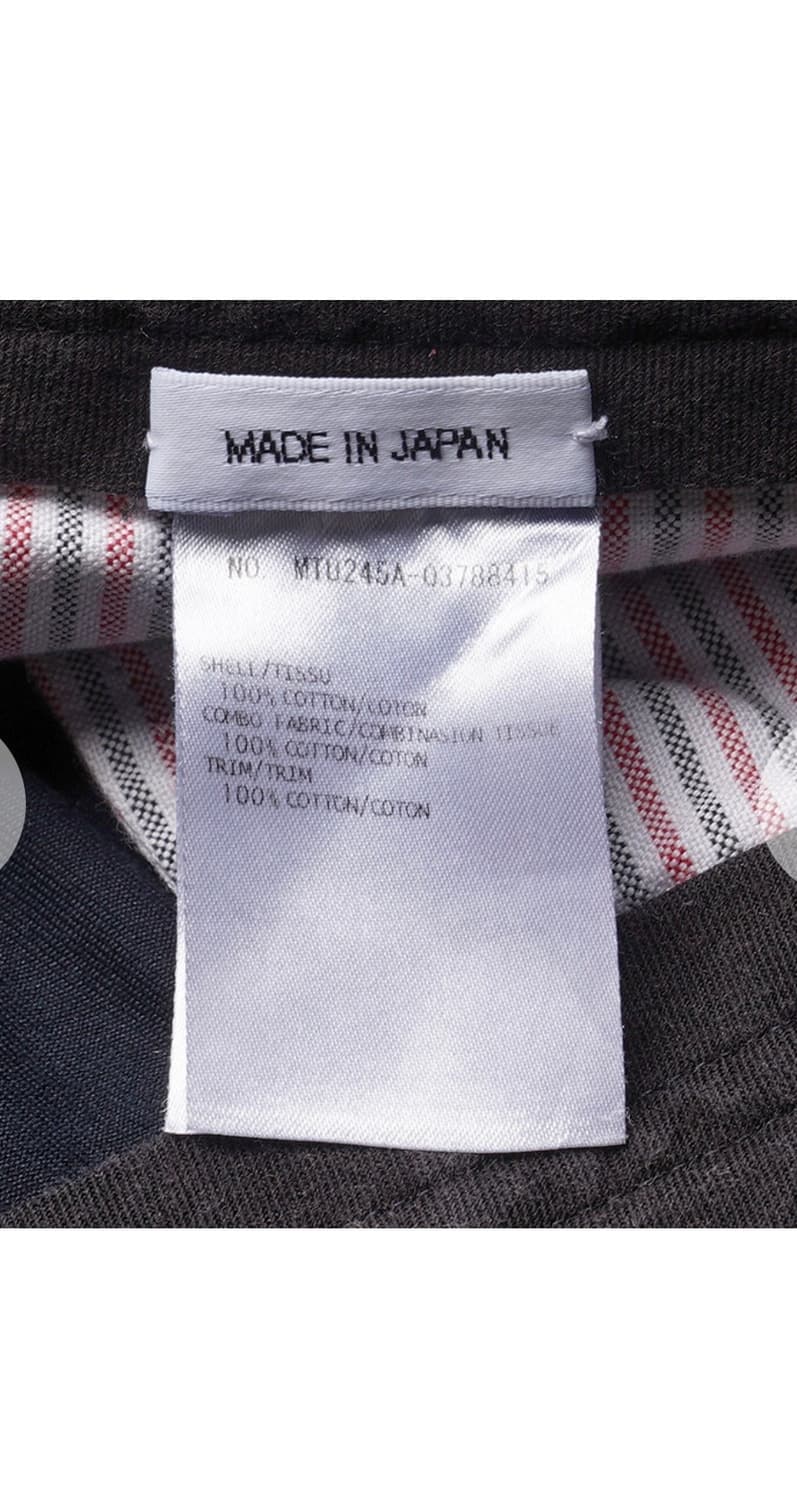 MADE IN JAPAN
NO. MTU245A-03788415
SHELL/TISSU
100% COTTON/COTON
COMBO FABRIC/COMBINASION TISSUE
100% COTTON/COTON
TRIM/TRIM
100% COTTON/COTON